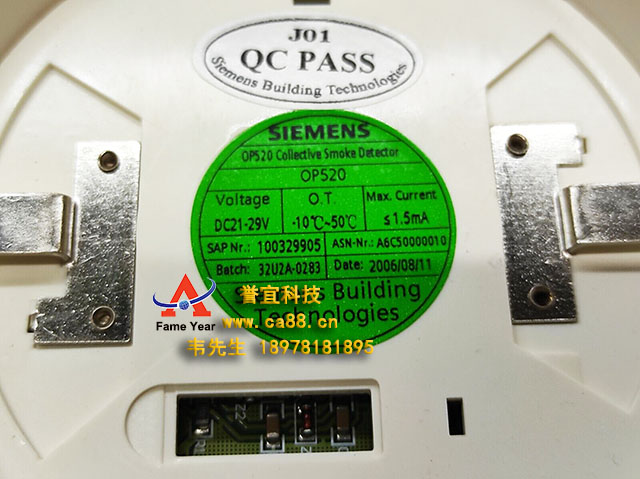 J01
QC PASS
Siemens Building Technologies
SIEMENS
OP520 Collective Smoke Detector
OP520
Voltage O.T. Max. Current
DC21-29V -10℃~50℃ ≤1.5mA
SAP Nr.: 100329905 ASN-Nr.: A6C50000010
Batch: 32U2A-0283 Date: 2006/08/11
Siemens Building
Technologies
Fame Year 誉宜科技
www.ca88.cn
韦先生 18978181895